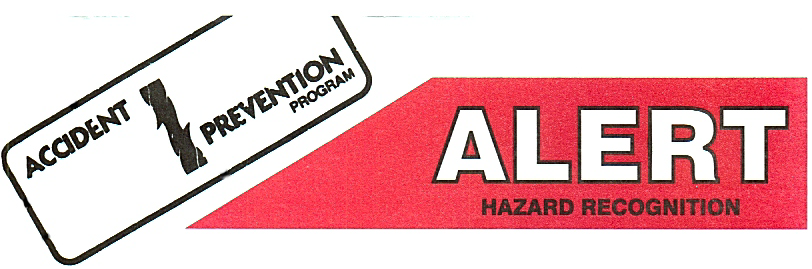 ACCIDENT PREVENTION
PROGRAM
ALERT
HAZARD RECOGNITION